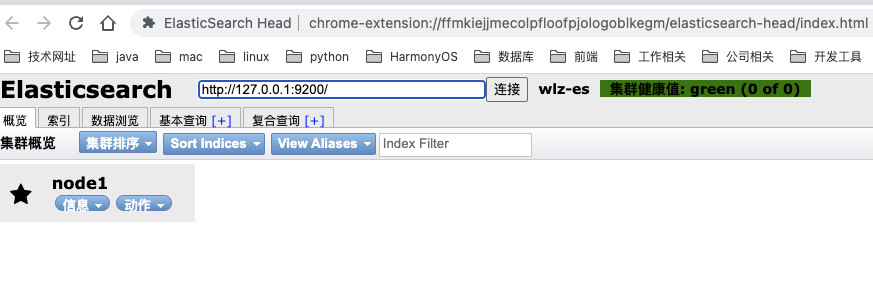 ElasticSearch Head | chrome-extension://ffmkiejjmecolpfloofpjologoblkegm/elasticsearch-head/index.html
技术网址 java mac linux python HarmonyOS 数据库 前端 工作相关 公司相关 开发工具
Elasticsearch http://127.0.0.1:9200/ 连接 wlz-es 集群健康值: green (0 of 0)
概览 索引 数据浏览 基本查询 [+] 复合查询 [+]
集群概览 集群排序 Sort Indices View Aliases Index Filter
node1
信息 动作